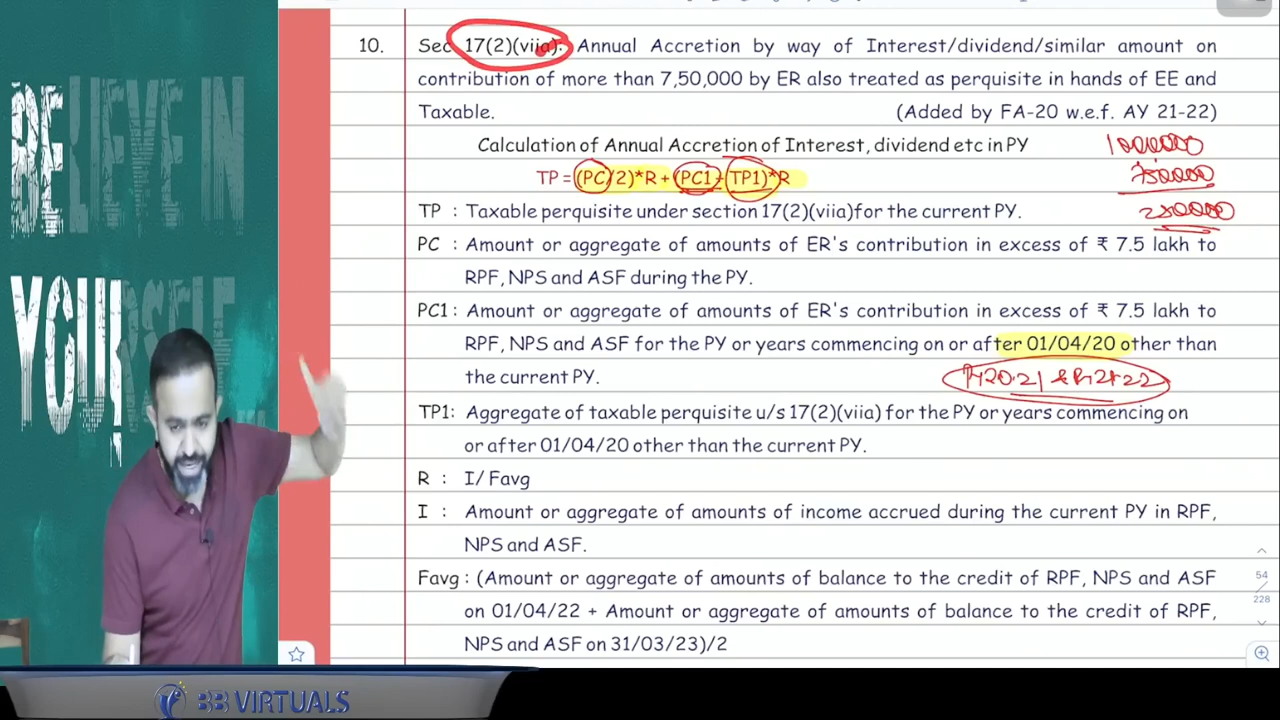 BELIEVE IN
YOURSELF
!
10. Sec 17(2)(viia): Annual Accretion by way of Interest/dividend/similar amount on
contribution of more than 7,50,000 by ER also treated as perquisite in hands of EE and
Taxable. (Added by FA-20 w.e.f. AY 21-22)
Calculation of Annual Accretion of Interest, dividend etc in PY
1000000
TP = (PC/2)*R + (PC1+ TP1)*R
750000
TP : Taxable perquisite under section 17(2)(viia)for the current PY.
250000
PC : Amount or aggregate of amounts of ER's contribution in excess of ₹ 7.5 lakh to
RPF, NPS and ASF during the PY.
PC1 : Amount or aggregate of amounts of ER's contribution in excess of ₹ 7.5 lakh to
RPF, NPS and ASF for the PY or years commencing on or after 01/04/20 other than
the current PY.
PY20.21 & PY21-22
TP1: Aggregate of taxable perquisite u/s 17(2)(viia) for the PY or years commencing on
or after 01/04/20 other than the current PY.
R : I/ Favg
I : Amount or aggregate of amounts of income accrued during the current PY in RPF,
NPS and ASF.
Favg : (Amount or aggregate of amounts of balance to the credit of RPF, NPS and ASF
on 01/04/22 + Amount or aggregate of amounts of balance to the credit of RPF,
NPS and ASF on 31/03/23)/2
54
228
BB VIRTUALS